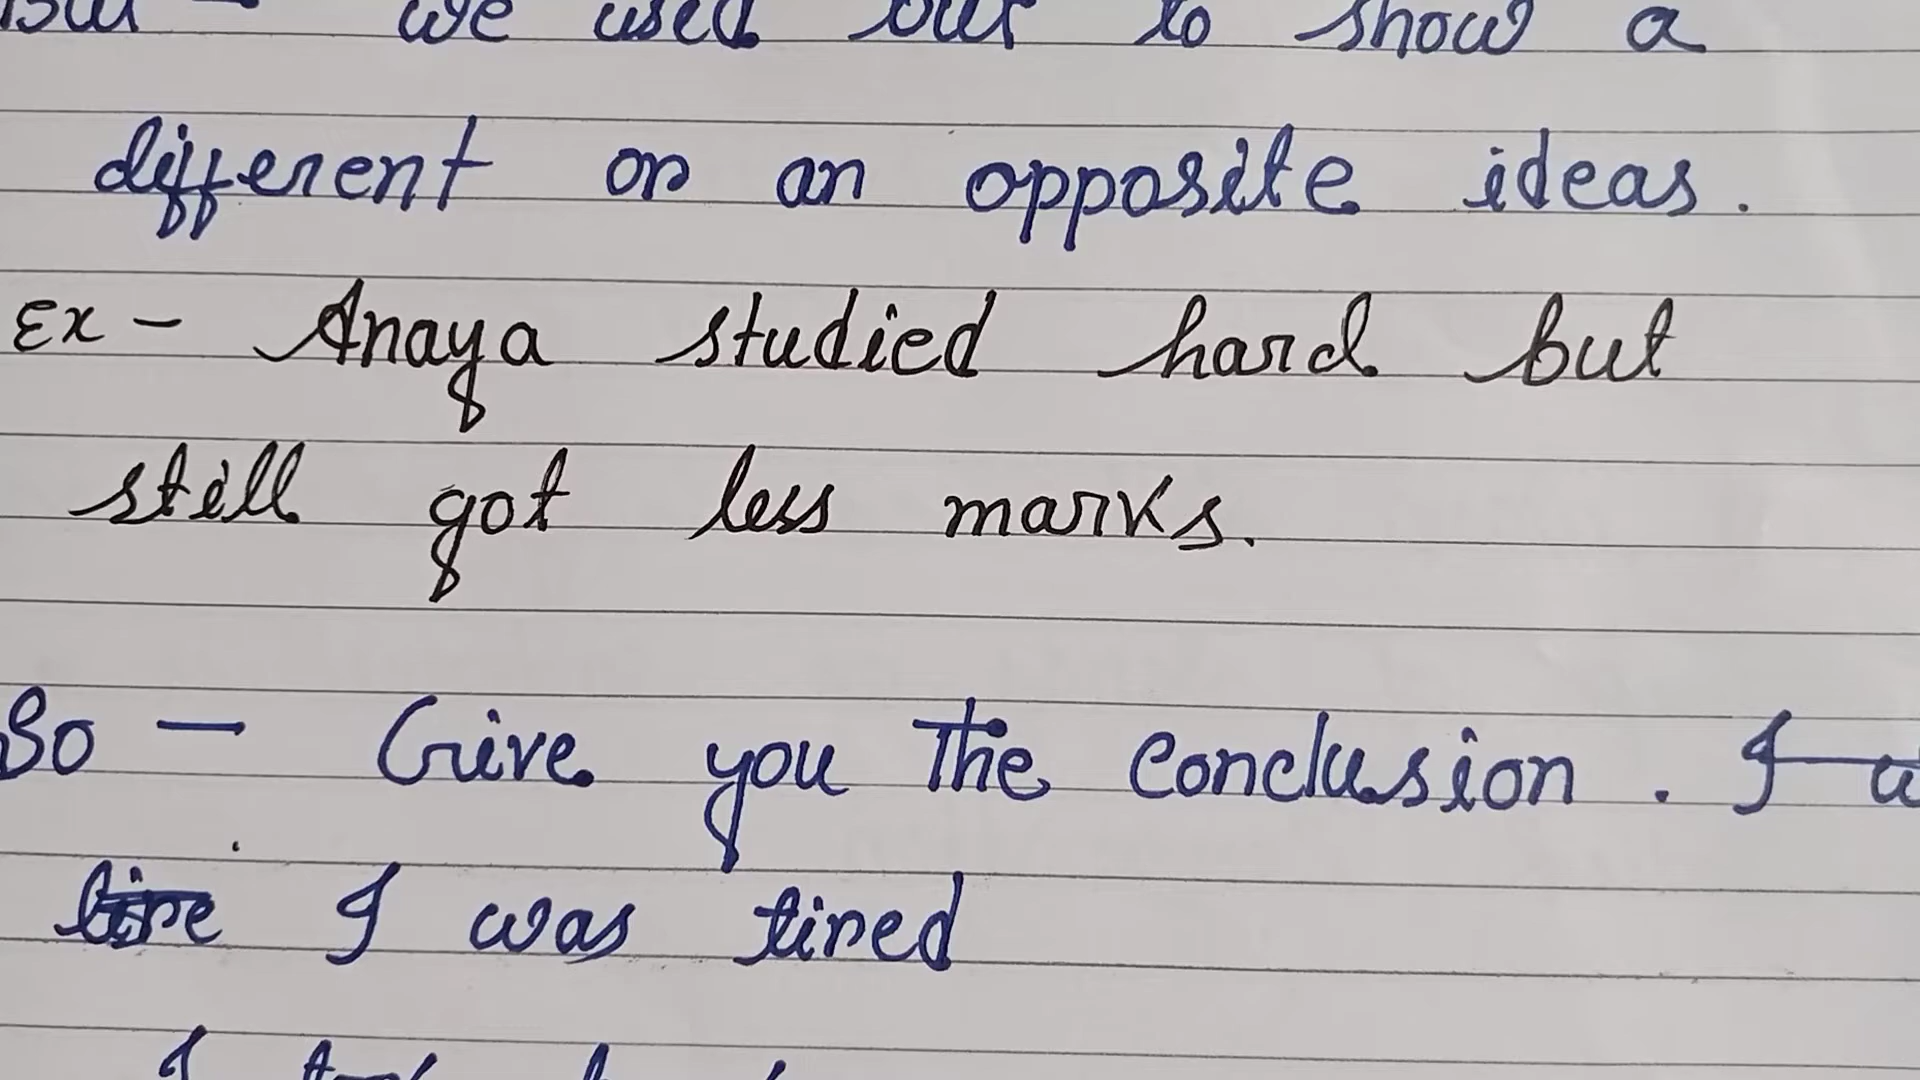 But - we used but to show a
different or an opposite ideas.
Ex - Anaya studied hard but
still got less marks.
So - Give you the conclusion. I
I was tired